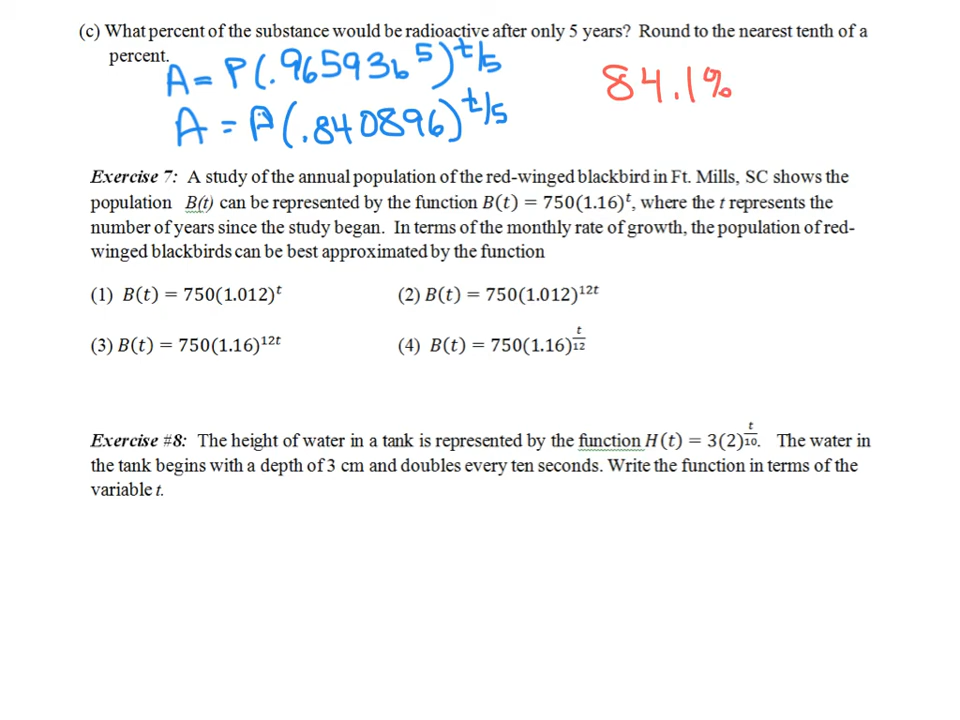 (c) What percent of the substance would be radioactive after only 5 years? Round to the nearest tenth of a
percent.
A = P(.9659365)^t/5
84.1%
A = P(.840896)^t/5
Exercise 7: A study of the annual population of the red-winged blackbird in Ft. Mills, SC shows the
population B(t) can be represented by the function B(t) = 750(1.16)^t, where the t represents the
number of years since the study began. In terms of the monthly rate of growth, the population of red-
winged blackbirds can be best approximated by the function
(1) B(t) = 750(1.012)^t (2) B(t) = 750(1.012)^12t
(3) B(t) = 750(1.16)^12t (4) B(t) = 750(1.16)^t/12
Exercise #8: The height of water in a tank is represented by the function H(t) = 3(2)^t/10. The water in
the tank begins with a depth of 3 cm and doubles every ten seconds. Write the function in terms of the
variable t.